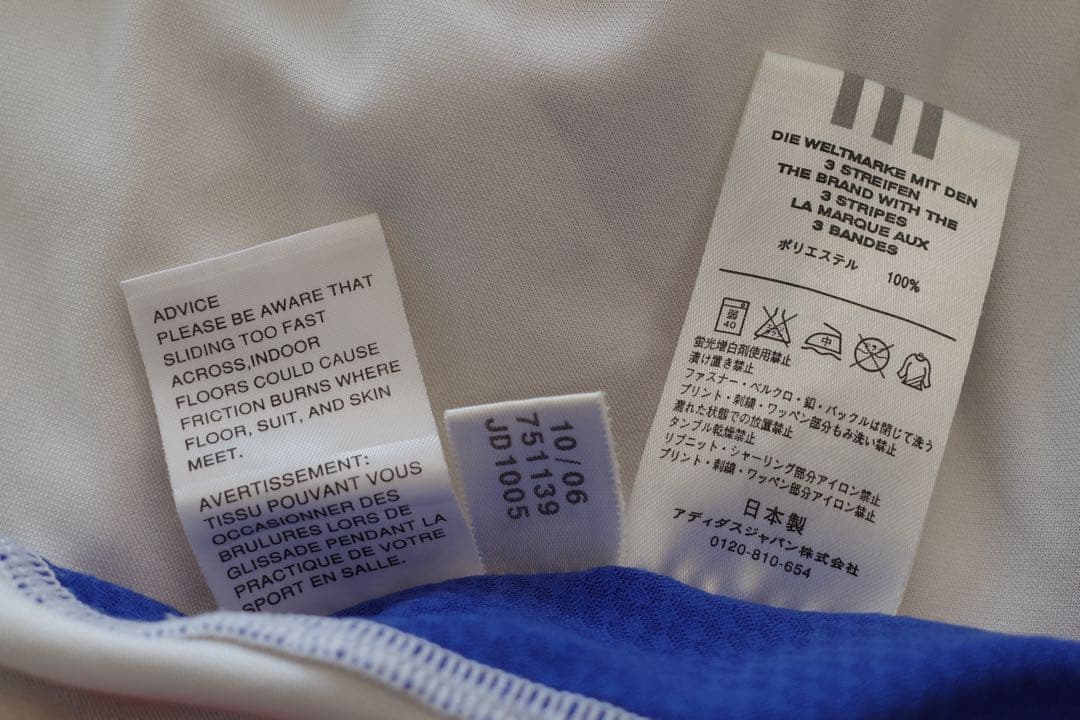 ADVICE
PLEASE BE AWARE THAT
SLIDING TOO FAST
ACROSS,INDOOR
FLOORS COULD CAUSE
FRICTION BURNS WHERE
FLOOR, SUIT, AND SKIN
MEET.
AVERTISSEMENT:
TISSU POUVANT VOUS
OCCASIONNER DES
BRULURES LORS DE
GLISSADE PENDANT LA
PRACTIQUE DE VOTRE
SPORT EN SALLE.
10/06
751139
JD1005
DIE WELTMARKE MIT DEN
3 STREIFEN
THE BRAND WITH THE
3 STRIPES
LA MARQUE AUX
3 BANDES
ポリエステル 100%
弱
40
中
蛍光増白剤使用禁止
漬け置き禁止
ファスナー・ベルクロ・釦・バックルは閉じて洗う
プリント・刺繍・ワッペン部分もみ洗い禁止
濡れた状態での放置禁止
タンブル乾燥禁止
リブニット・シャーリング部分アイロン禁止
プリント・刺繍・ワッペン部分アイロン禁止
日本製
アディダスジャパン株式会社
0120-810-654